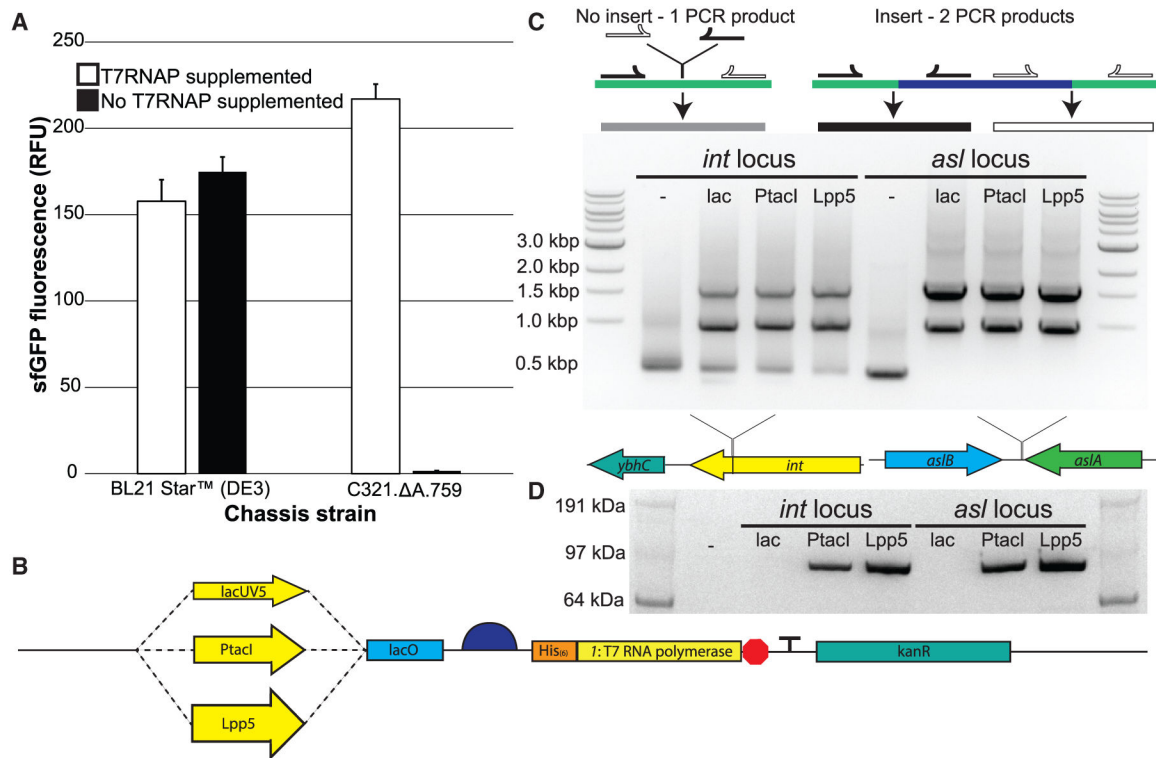 A
250
200
150
100
50
0
sfGFP fluorescence (RFU)
T7RNAP supplemented
No T7RNAP supplemented
BL21 Star™ (DE3)
C321.ΔA.759
Chassis strain
B
lacUV5
PtacI
Lpp5
lacO
His(6)
1:T7 RNA polymerase
kanR
C
No insert - 1 PCR product
Insert - 2 PCR products
int locus
asl locus
- lac PtacI Lpp5 - lac PtacI Lpp5
3.0 kbp
2.0 kbp
1.5 kbp
1.0 kbp
0.5 kbp
ybhC
int
aslB
aslA
D
191 kDa
97 kDa
64 kDa
int locus
asl locus
- lac PtacI Lpp5 lac PtacI Lpp5